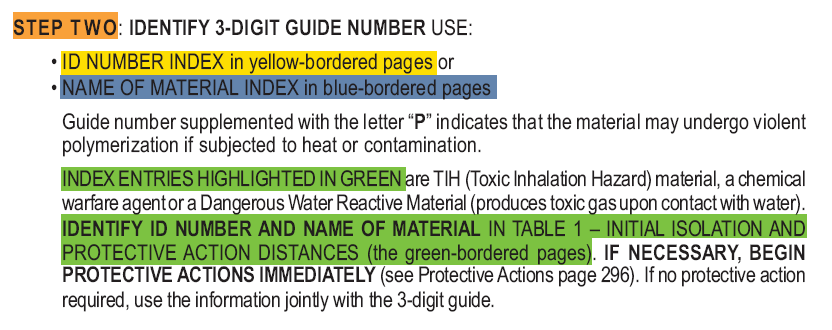 STEP TWO: IDENTIFY 3-DIGIT GUIDE NUMBER USE:
• ID NUMBER INDEX in yellow-bordered pages or
• NAME OF MATERIAL INDEX in blue-bordered pages
Guide number supplemented with the letter “P” indicates that the material may undergo violent
polymerization if subjected to heat or contamination.
INDEX ENTRIES HIGHLIGHTED IN GREEN are TIH (Toxic Inhalation Hazard) material, a chemical
warfare agent or a Dangerous Water Reactive Material (produces toxic gas upon contact with water).
IDENTIFY ID NUMBER AND NAME OF MATERIAL IN TABLE 1 – INITIAL ISOLATION AND
PROTECTIVE ACTION DISTANCES (the green-bordered pages). IF NECESSARY, BEGIN
PROTECTIVE ACTIONS IMMEDIATELY (see Protective Actions page 296). If no protective action
required, use the information jointly with the 3-digit guide.